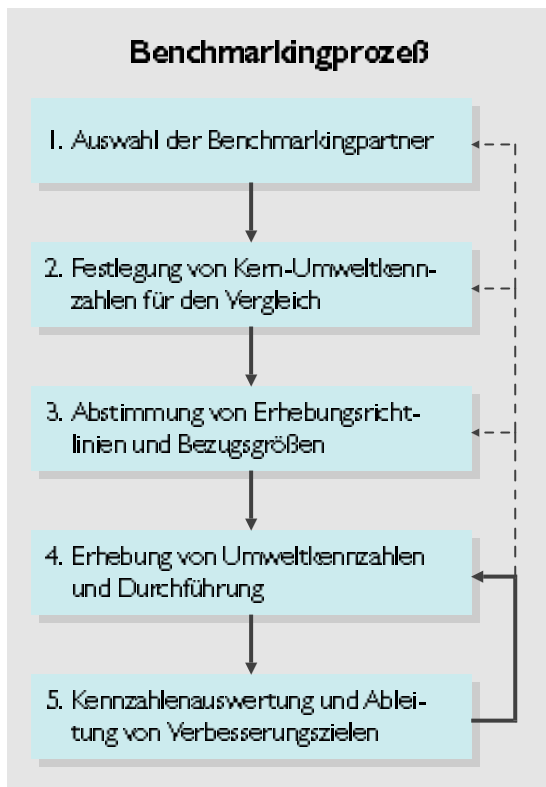 Benchmarkingprozeß
1. Auswahl der Benchmarkingpartner
2. Festlegung von Kern-Umweltkenn-
zahlen für den Vergleich
3. Abstimmung von Erhebungsricht-
linien und Bezugsgrößen
4. Erhebung von Umweltkennzahlen
und Durchführung
5. Kennzahlenauswertung und Ablei-
tung von Verbesserungszielen